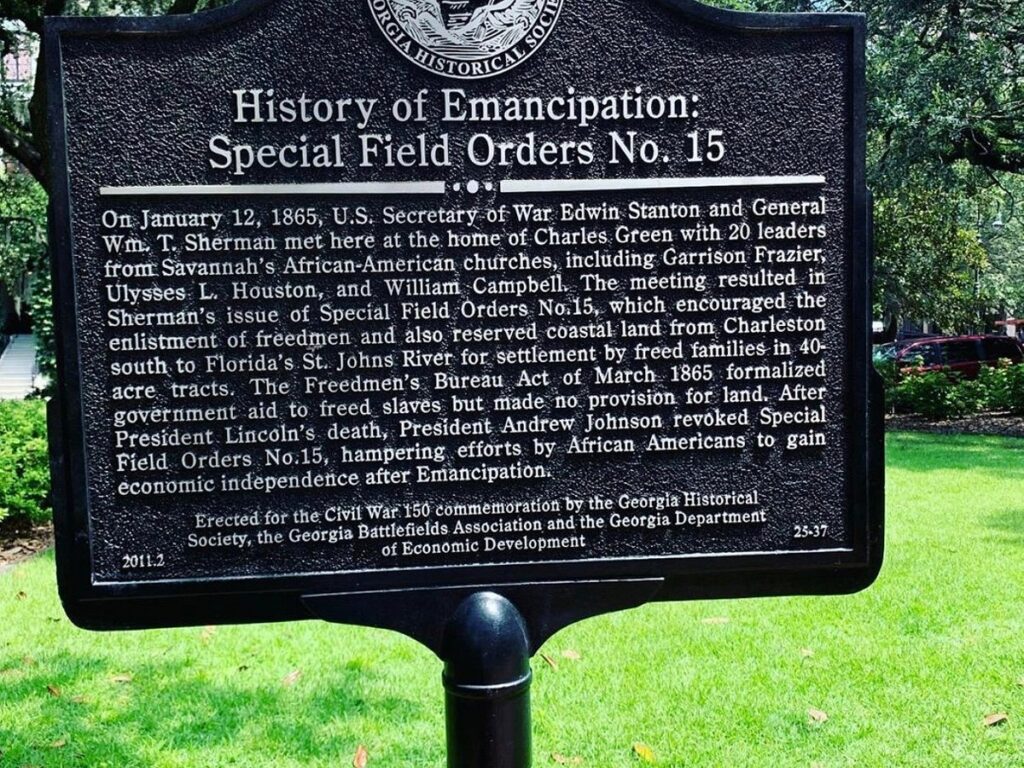 GEORGIA HISTORICAL SOCIETY
History of Emancipation:
Special Field Orders No. 15
On January 12, 1865, U.S. Secretary of War Edwin Stanton and General
Wm. T. Sherman met here at the home of Charles Green with 20 leaders
from Savannah's African-American churches, including Garrison Frazier,
Ulysses L. Houston, and William Campbell. The meeting resulted in
Sherman's issue of Special Field Orders No.15, which encouraged the
enlistment of freedmen and also reserved coastal land from Charleston
south to Florida's St. Johns River for settlement by freed families in 40-
acre tracts. The Freedmen's Bureau Act of March 1865 formalized
government aid to freed slaves but made no provision for land. After
President Lincoln's death, President Andrew Johnson revoked Special
Field Orders No.15, hampering efforts by African Americans to gain
economic independence after Emancipation.
Erected for the Civil War 150 commemoration by the Georgia Historical
Society, the Georgia Battlefields Association and the Georgia Department
of Economic Development
2011.2
25-37